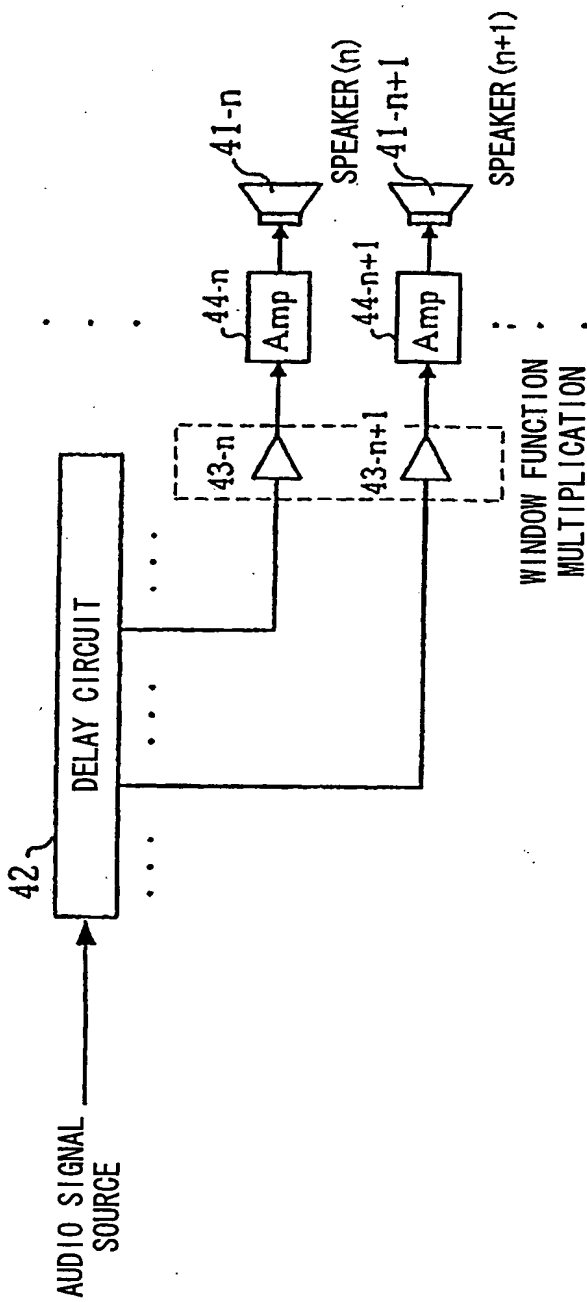 AUDIO SIGNAL
SOURCE
42
DELAY CIRCUIT
43-n
44-n
Amp
41-n
SPEAKER(n)
43-n+1
44-n+1
Amp
41-n+1
SPEAKER(n+1)
WINDOW FUNCTION
MULTIPLICATION